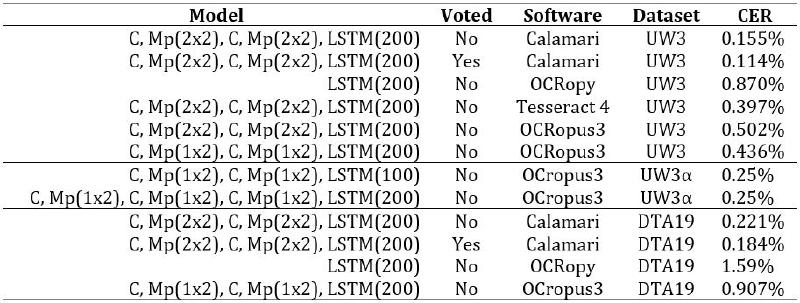 Model Voted Software Dataset CER
C, Mp(2x2), C, Mp(2x2), LSTM(200) No Calamari UW3 0.155%
C, Mp(2x2), C, Mp(2x2), LSTM(200) Yes Calamari UW3 0.114%
LSTM(200) No OCRopy UW3 0.870%
C, Mp(2x2), C, Mp(2x2), LSTM(200) No Tesseract 4 UW3 0.397%
C, Mp(2x2), C, Mp(2x2), LSTM(200) No OCRopus3 UW3 0.502%
C, Mp(1x2), C, Mp(1x2), LSTM(200) No OCRopus3 UW3 0.436%
C, Mp(1x2), C, Mp(1x2), LSTM(100) No OCropus3 UW3α 0.25%
C, Mp(1x2), C, Mp(1x2), C, Mp(1x2), LSTM(200) No OCropus3 UW3α 0.25%
C, Mp(2x2), C, Mp(2x2), LSTM(200) No Calamari DTA19 0.221%
C, Mp(2x2), C, Mp(2x2), LSTM(200) Yes Calamari DTA19 0.184%
LSTM(200) No OCRopy DTA19 1.59%
C, Mp(1x2), C, Mp(1x2), LSTM(200) No OCropus3 DTA19 0.907%